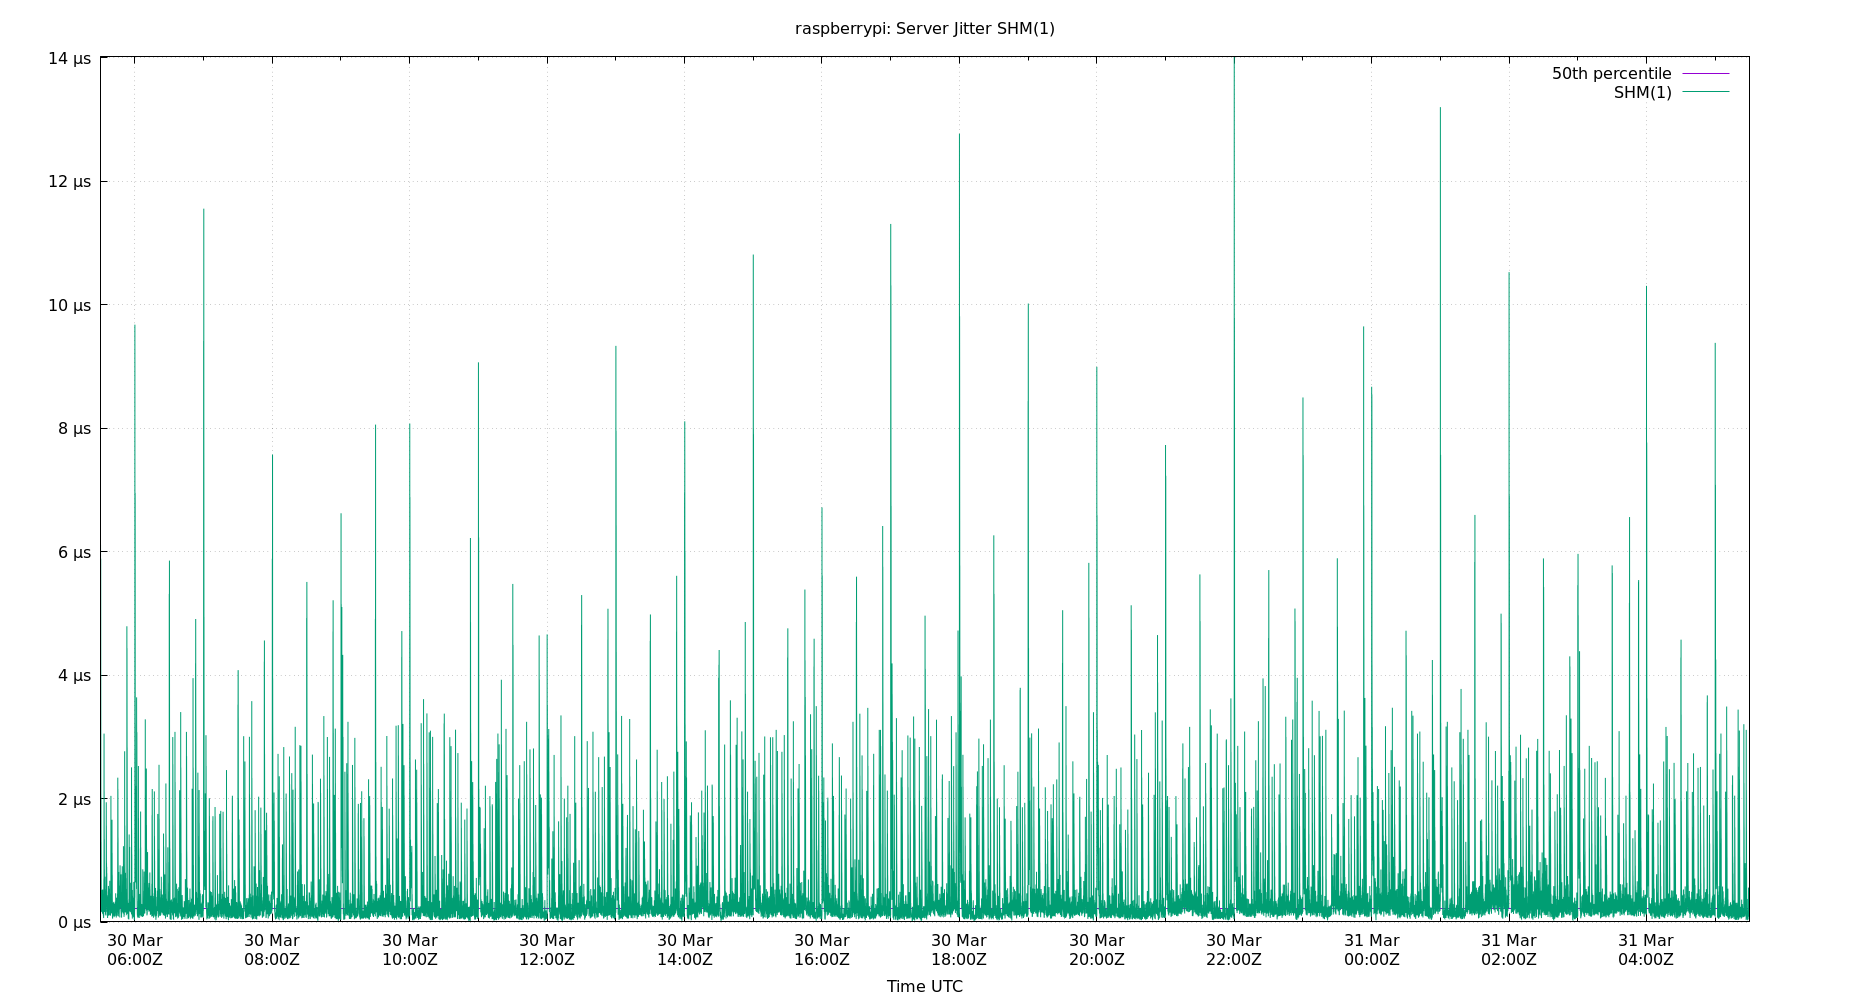 raspberrypi: Server Jitter SHM(1)
14 µs
12 µs
10 µs
8 µs
6 µs
4 µs
2 µs
0 µs
50th percentile
SHM(1)
30 Mar 30 Mar 30 Mar 30 Mar 30 Mar 30 Mar 30 Mar 30 Mar 30 Mar 31 Mar 31 Mar 31 Mar
06:00Z 08:00Z 10:00Z 12:00Z 14:00Z 16:00Z 18:00Z 20:00Z 22:00Z 00:00Z 02:00Z 04:00Z
Time UTC